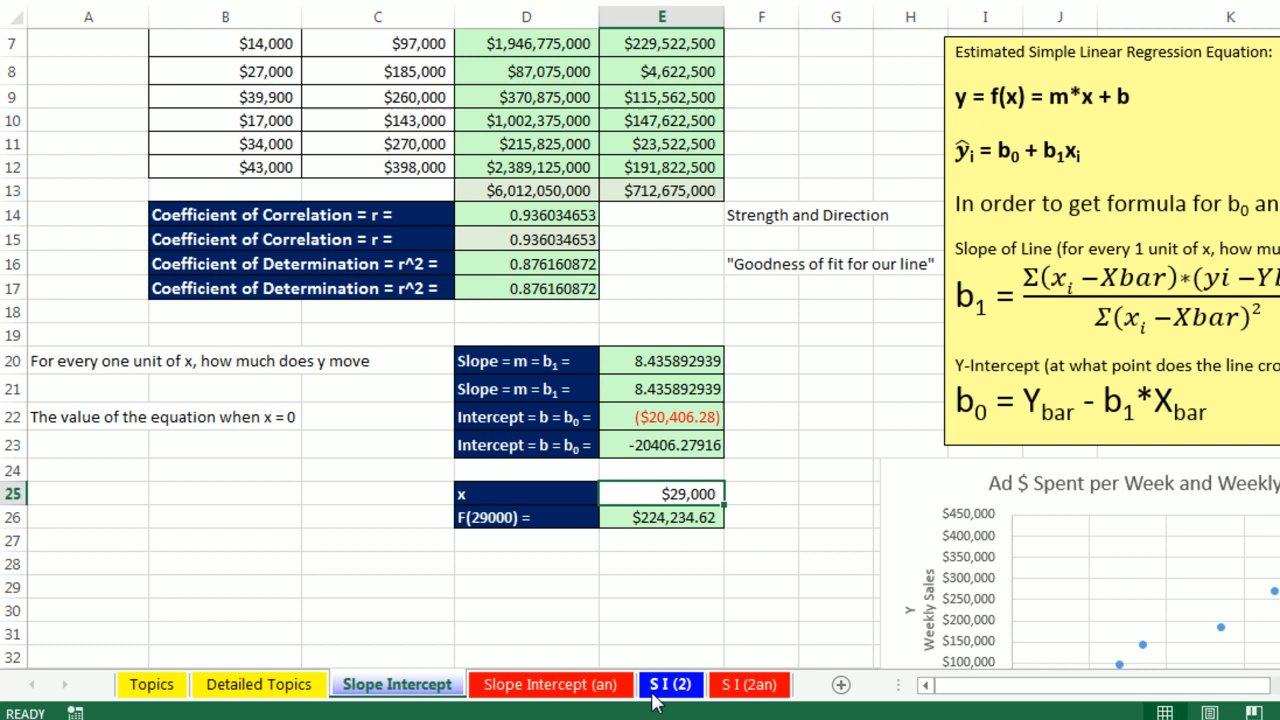 A B C D E F G H I J K
7 $14,000 $97,000 $1,946,775,000 $229,522,500
8 $27,000 $185,000 $87,075,000 $4,622,500
9 $39,900 $260,000 $370,875,000 $115,562,500
10 $17,000 $143,000 $1,002,375,000 $147,622,500
11 $34,000 $270,000 $215,825,000 $23,522,500
12 $43,000 $398,000 $2,389,125,000 $191,822,500
13 $6,012,050,000 $712,675,000
14 Coefficient of Correlation = r = 0.936034653 Strength and Direction
15 Coefficient of Correlation = r = 0.936034653
16 Coefficient of Determination = r^2 = 0.876160872 "Goodness of fit for our line"
17 Coefficient of Determination = r^2 = 0.876160872
18
19
20 For every one unit of x, how much does y move Slope = m = b₁ = 8.435892939
21 Slope = m = b₁ = 8.435892939
22 The value of the equation when x = 0 Intercept = b = b₀ = ($20,406.28)
23 Intercept = b = b₀ = -20406.27916
24
25 x $29,000
26 F(29000) = $224,234.62
27
28
29
30
31
32
Estimated Simple Linear Regression Equation:
y = f(x) = m*x + b
ŷᵢ = b₀ + b₁xᵢ
In order to get formula for b₀ an
Slope of Line (for every 1 unit of x, how mu
b₁ = Σ(xᵢ −Xbar)*(yi −Y
Σ(xᵢ −Xbar)²
Y-Intercept (at what point does the line cro
b₀ = Ybar - b₁*Xbar
Ad $ Spent per Week and Weekly
Y
Weekly Sales
$450,000
$400,000
$350,000
$300,000
$250,000
$200,000
$150,000
$100,000
Topics Detailed Topics Slope Intercept Slope Intercept (an) S I (2) S I (2an)
READY